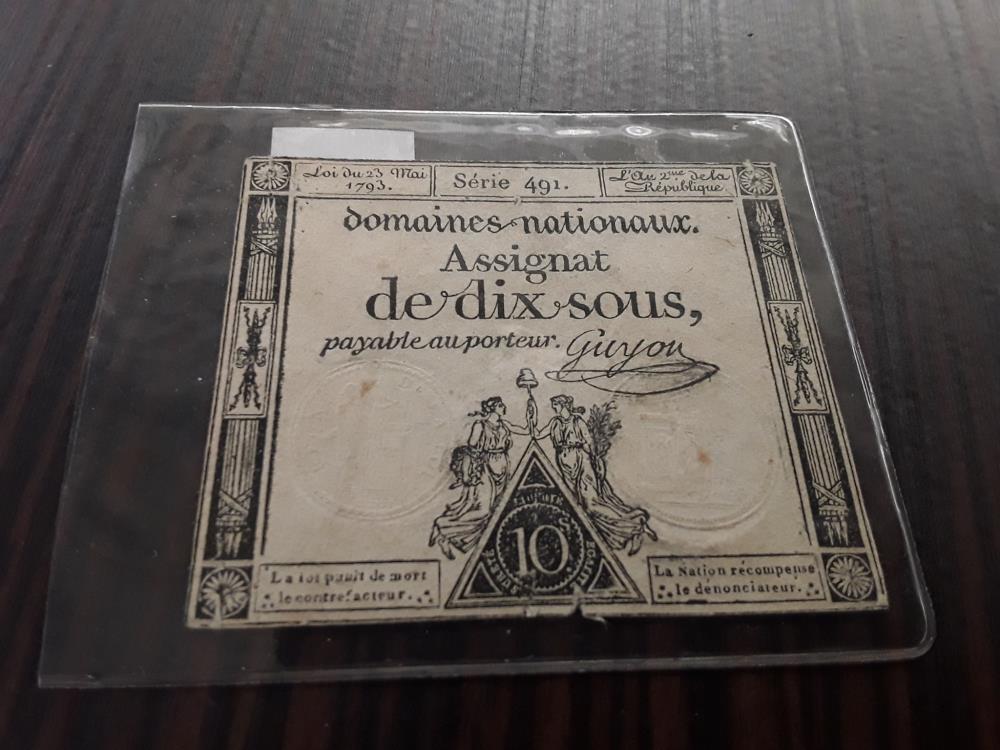 Loi du 23 Mai
1793.
Série 491.
L'An 2me de la
République
domaines nationaux.
Assignat
de dix sous,
payable au porteur.
Guyon
10
La loi punit de mort
le contrefacteur.
La Nation récompense
le dénonciateur.